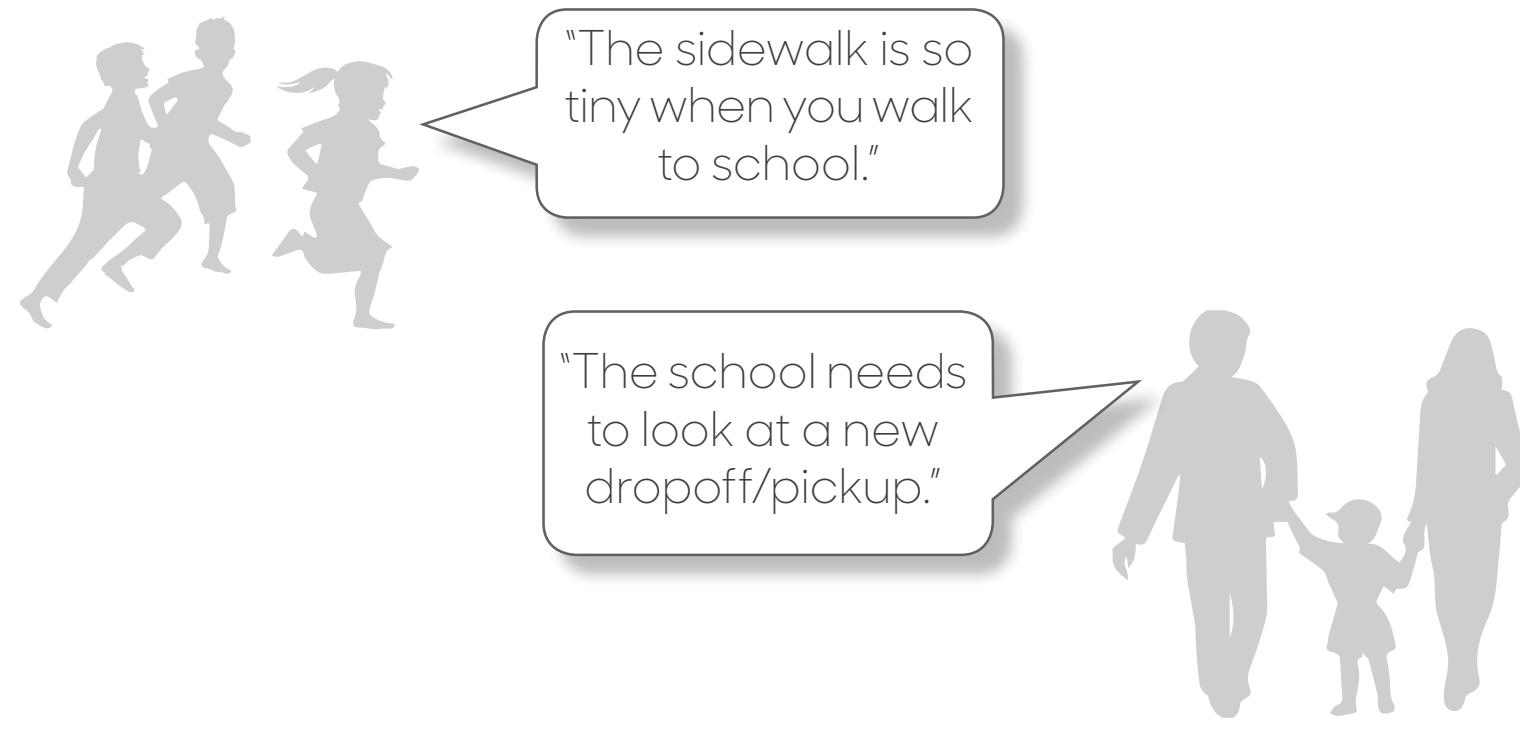 "The sidewalk is so
tiny when you walk
to school."
"The school needs
to look at a new
dropoff/pickup."